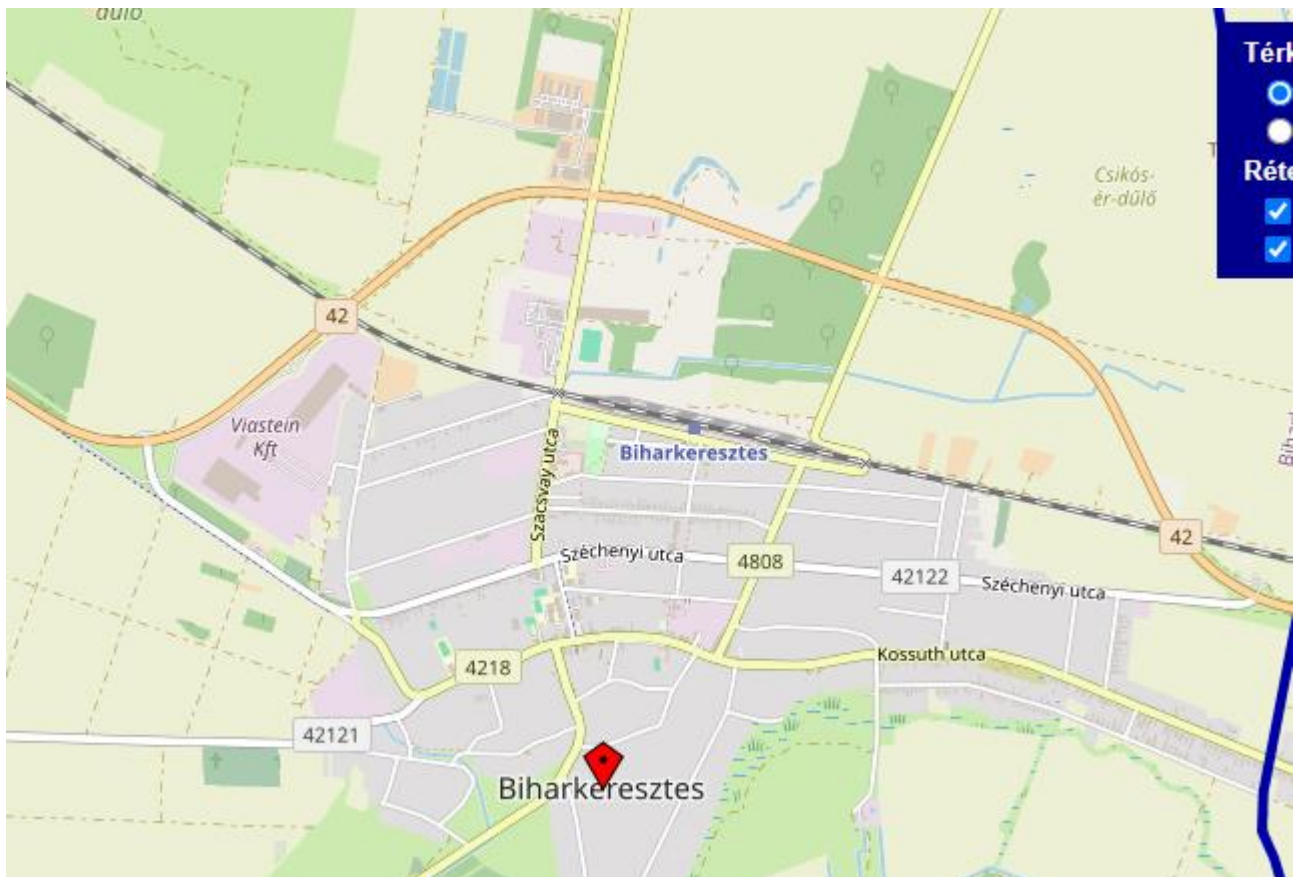 dűlő
Térk
Réte
Csikós-
ér-dűlő
42
Viastein
Kft
Biharkeresztes
Szacsvay utca
Széchenyi utca
4808
42122
42
Széchenyi utca
Kossuth utca
4218
42121
Biharkeresztes